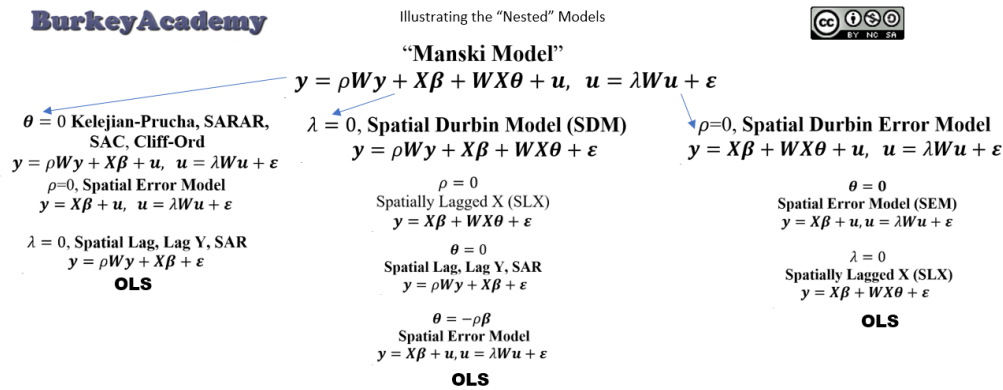 BurkeyAcademy
Illustrating the “Nested” Models
cc
BY NC SA
“Manski Model”
y = ρWy + Xβ + WXθ + u, u = λWu + ε
θ = 0 Kelejian-Prucha, SARAR,
SAC, Cliff-Ord
y = ρWy + Xβ + u, u = λWu + ε
ρ=0, Spatial Error Model
y = Xβ + u, u = λWu + ε
λ = 0, Spatial Lag, Lag Y, SAR
y = ρWy + Xβ + ε
OLS
λ = 0, Spatial Durbin Model (SDM)
y = ρWy + Xβ + WXθ + ε
ρ = 0
Spatially Lagged X (SLX)
y = Xβ + WXθ + ε
θ = 0
Spatial Lag, Lag Y, SAR
y = ρWy + Xβ + ε
θ = −ρβ
Spatial Error Model
y = Xβ + u, u = λWu + ε
OLS
ρ=0, Spatial Durbin Error Model
y = Xβ + WXθ + u, u = λWu + ε
θ = 0
Spatial Error Model (SEM)
y = Xβ + u, u = λWu + ε
λ = 0
Spatially Lagged X (SLX)
y = Xβ + WXθ + ε
OLS